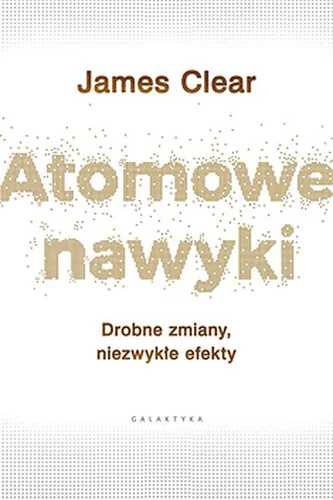 James Clear
Atomowe
nawyki
Drobne zmiany,
niezwykłe efekty
GALAKTYKA